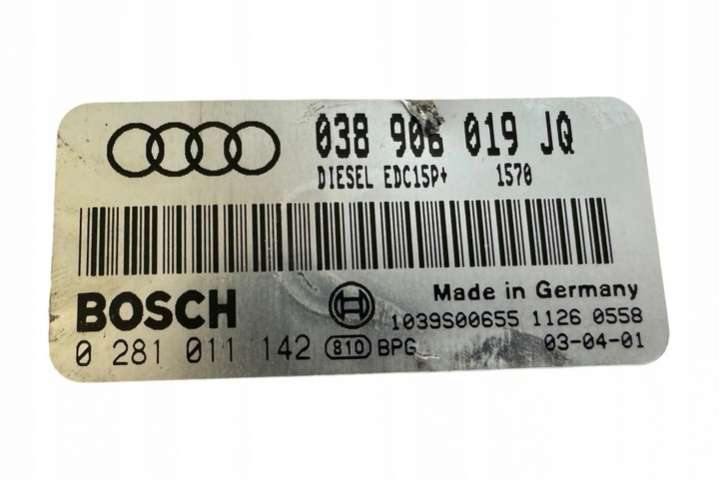 038 906 019 JQ
DIESEL EDC15P+ 1570
BOSCH
Made in Germany
1039S00655 1126 0558
0 281 011 142 810 BPG 03-04-01